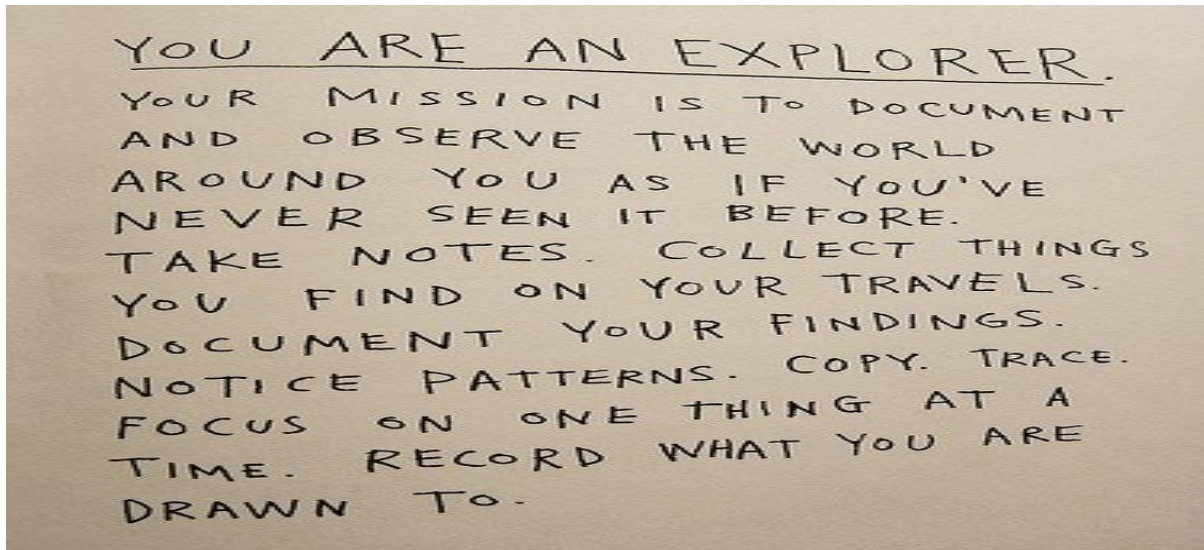 YOU ARE AN EXPLORER.
YOUR MISSION IS TO DOCUMENT
AND OBSERVE THE WORLD
AROUND YOU AS IF YOU'VE
NEVER SEEN IT BEFORE.
TAKE NOTES. COLLECT THINGS
YOU FIND ON YOUR TRAVELS.
DOCUMENT YOUR FINDINGS.
NOTICE PATTERNS. COPY. TRACE.
FOCUS ON ONE THING AT A
TIME. RECORD WHAT YOU ARE
DRAWN TO.